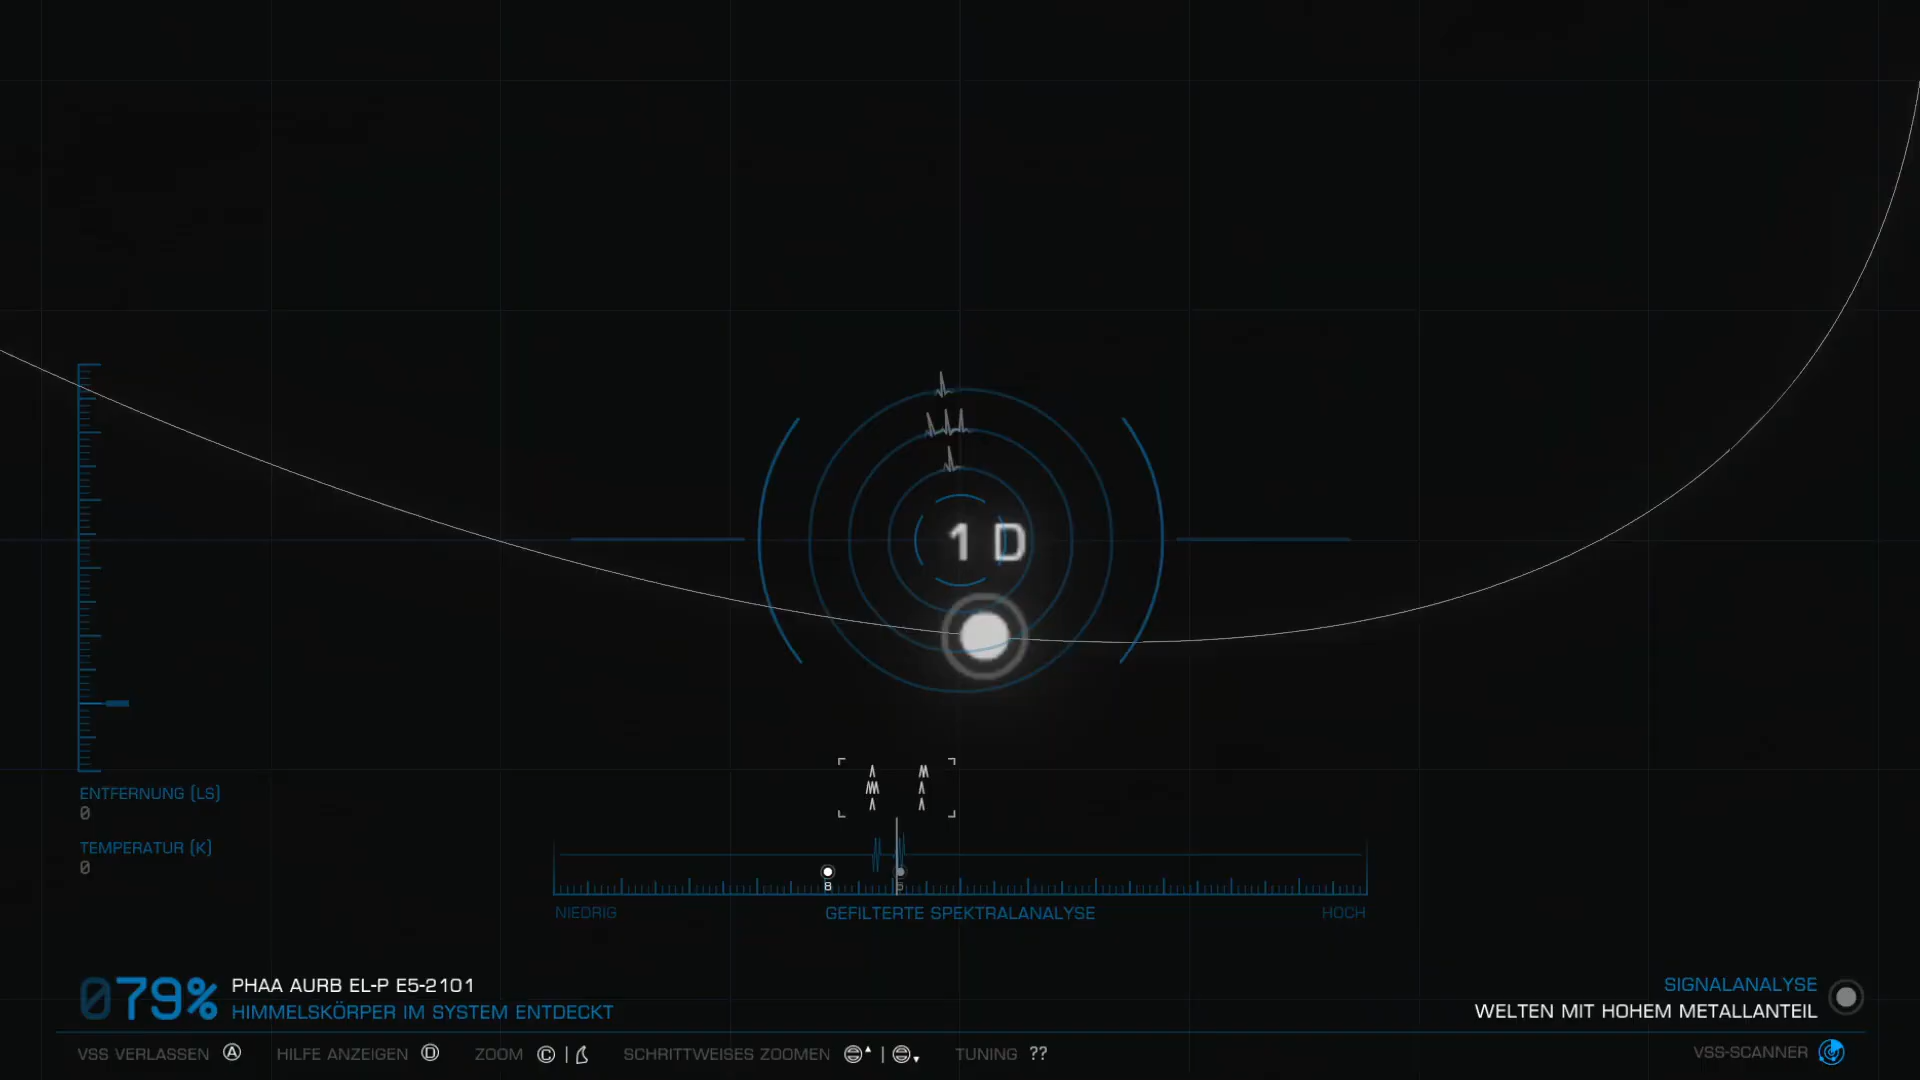 1 D
ENTFERNUNG (LS)
0
TEMPERATUR (K)
0
8
NIEDRIG
GEFILTERTE SPEKTRALANALYSE
HOCH
079%
PHAA AURB EL-P E5-2101
HIMMELSKÖRPER IM SYSTEM ENTDECKT
SIGNALANALYSE
WELTEN MIT HOHEM METALLANTEIL
VSS VERLASSEN A HILFE ANZEIGEN D ZOOM C | SCHRITTWEISES ZOOMEN | TUNING ??
VSS-SCANNER